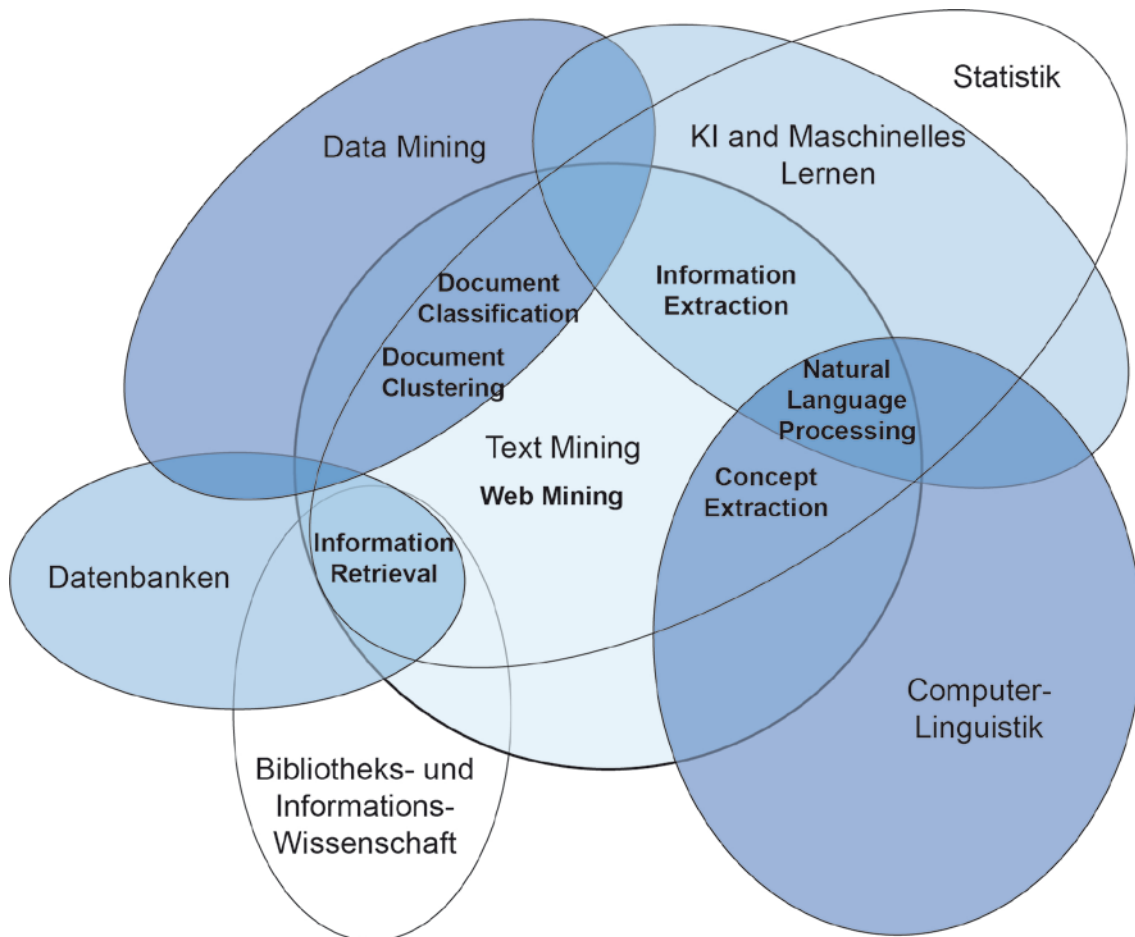 Statistik
Data Mining
KI and Maschinelles
Lernen
Document
Classification
Information
Extraction
Document
Clustering
Natural
Language
Processing
Text Mining
Web Mining
Concept
Extraction
Information
Retrieval
Datenbanken
Computer-
Linguistik
Bibliotheks- und
Informations-
Wissenschaft